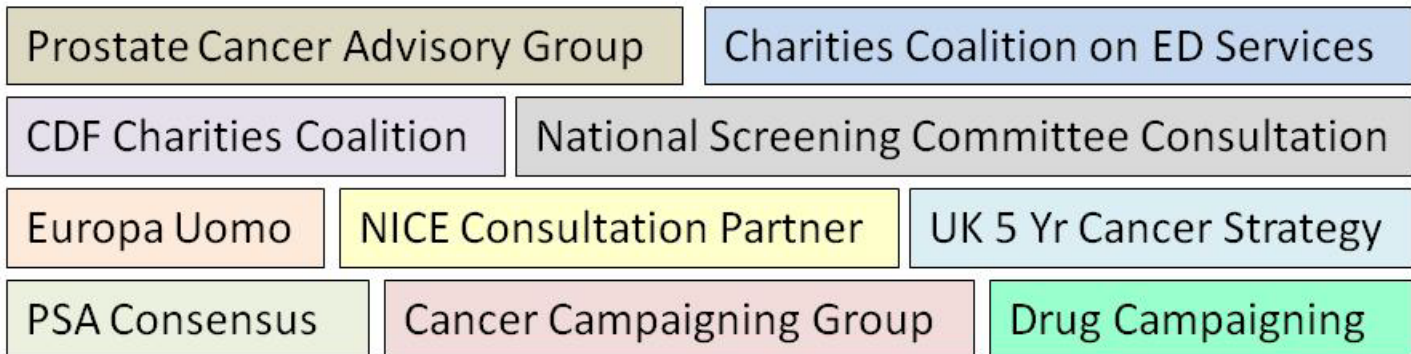 Prostate Cancer Advisory Group
Charities Coalition on ED Services
CDF Charities Coalition
National Screening Committee Consultation
Europa Uomo
NICE Consultation Partner
UK 5 Yr Cancer Strategy
PSA Consensus
Cancer Campaigning Group
Drug Campaigning